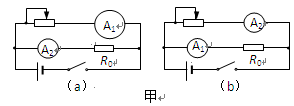 A₁ A₂
A₂ R₀ A₁ R₀
(a) 甲 (b)